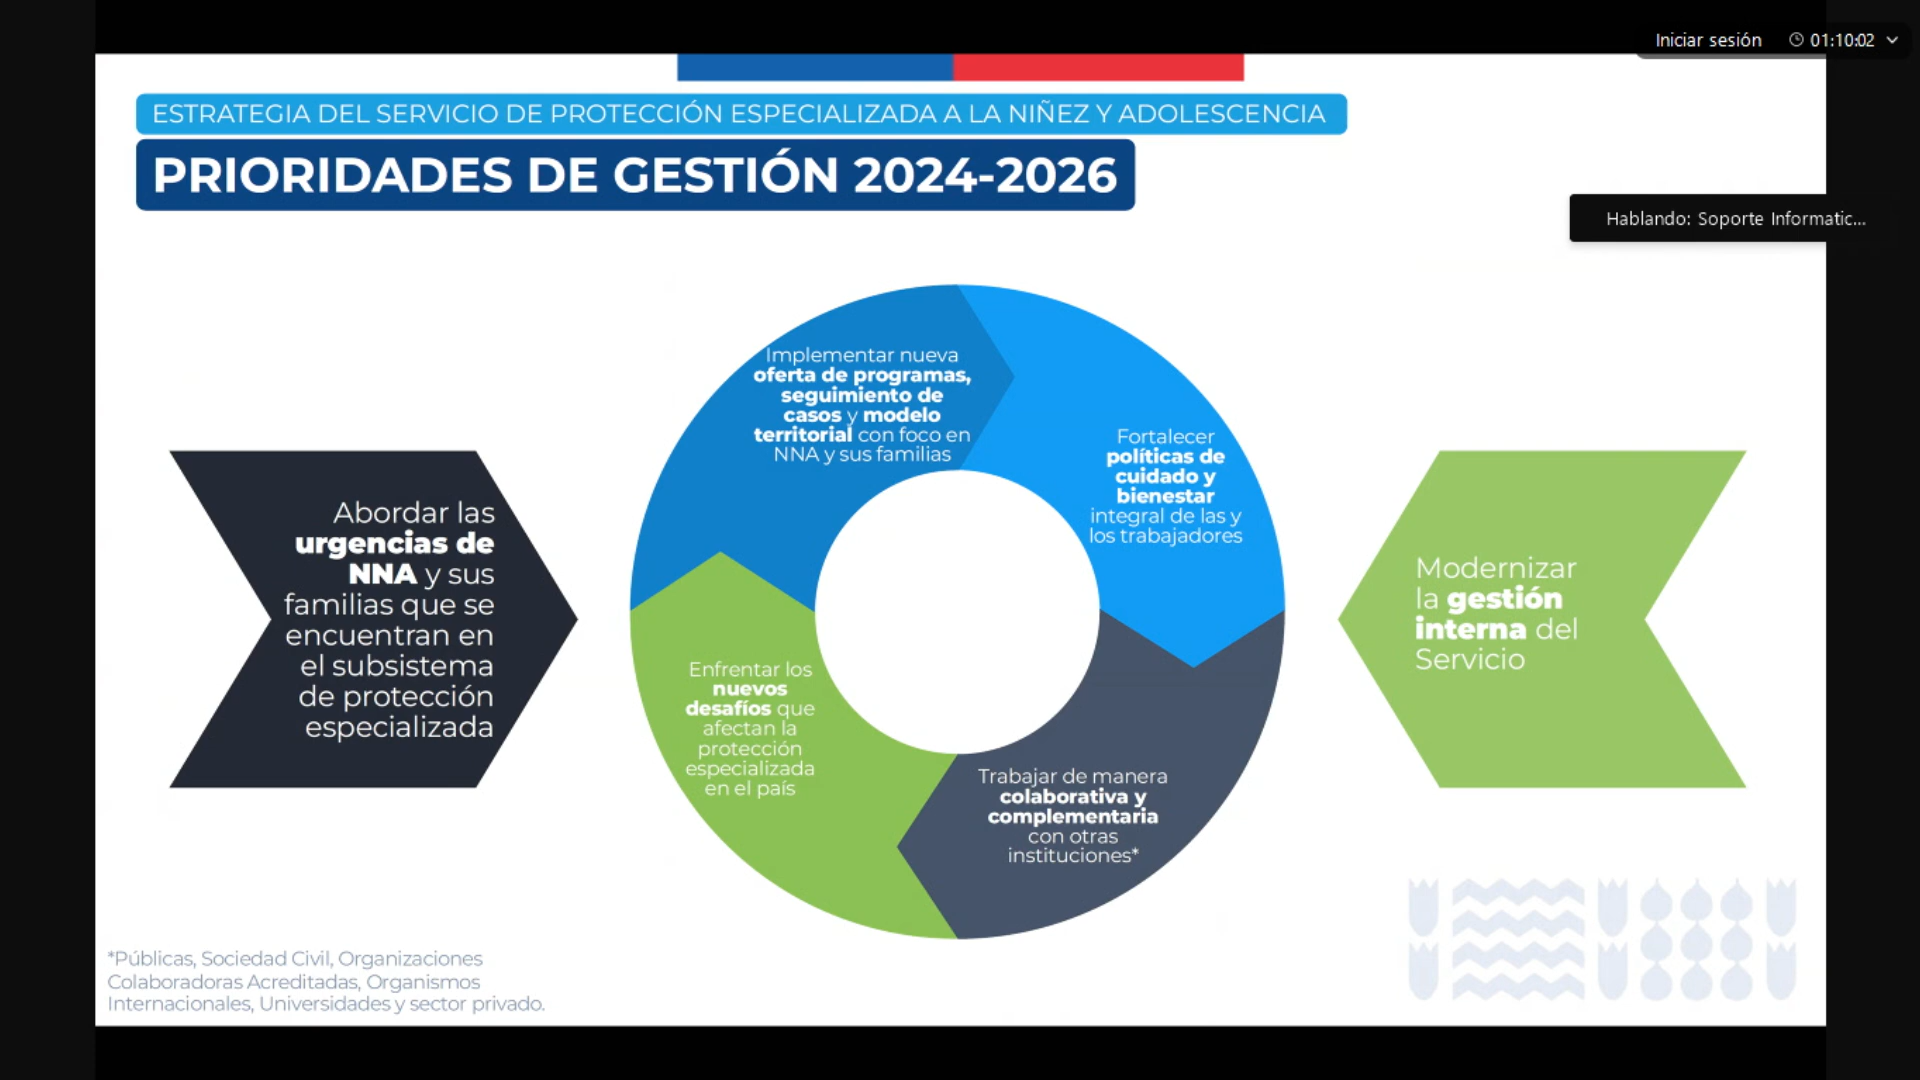 Iniciar sesión 01:10:02
ESTRATEGIA DEL SERVICIO DE PROTECCIÓN ESPECIALIZADA A LA NIÑEZ Y ADOLESCENCIA
PRIORIDADES DE GESTIÓN 2024-2026
Hablando: Soporte Informatic...
Abordar las
urgencias de
NNA y sus
familias que se
encuentran en
el subsistema
de protección
especializada
Implementar nueva
oferta de programas,
seguimiento de
casos y modelo
territorial con foco en
NNA y sus familias
Fortalecer
políticas de
cuidado y
bienestar
integral de las y
los trabajadores
Trabajar de manera
colaborativa y
complementaria
con otras
instituciones*
Enfrentar los
nuevos
desafíos que
afectan la
protección
especializada
en el país
Modernizar
la gestión
interna del
Servicio
*Públicas, Sociedad Civil, Organizaciones
Colaboradoras Acreditadas, Organismos
Internacionales, Universidades y sector privado.